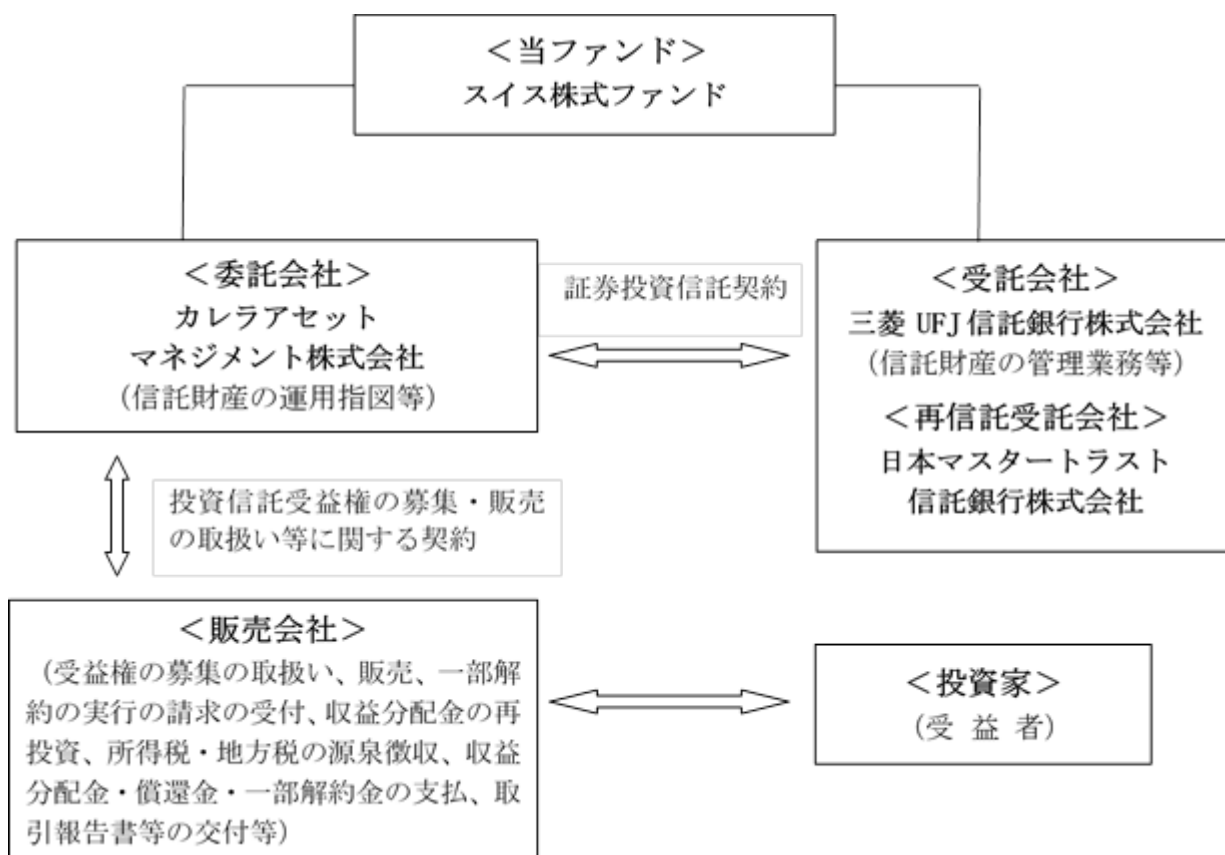 ＜当ファンド＞
スイス株式ファンド
＜委託会社＞
カレラアセット
マネジメント株式会社
（信託財産の運用指図等）
証券投資信託契約
＜受託会社＞
三菱 UFJ 信託銀行株式会社
（信託財産の管理業務等）
＜再信託受託会社＞
日本マスタートラスト
信託銀行株式会社
投資信託受益権の募集・販売
の取扱い等に関する契約
＜販売会社＞
（受益権の募集の取扱い、販売、一部解
約の実行の請求の受付、収益分配金の再
投資、所得税・地方税の源泉徴収、収益
分配金・償還金・一部解約金の支払、取
引報告書等の交付等）
＜投資家＞
（受 益 者）